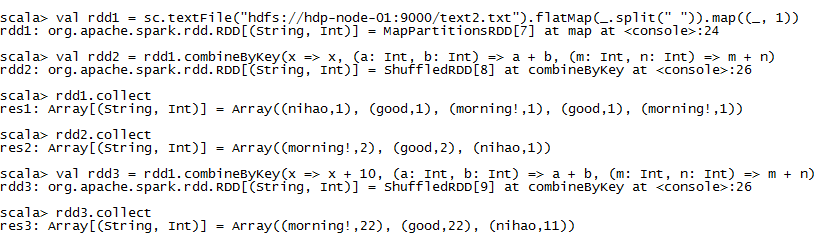 scala> val rdd1 = sc.textFile("hdfs://hdp-node-01:9000/text2.txt").flatMap(_.split(" ")).map((_, 1))
rdd1: org.apache.spark.rdd.RDD[(String, Int)] = MapPartitionsRDD[7] at map at <console>:24
scala> val rdd2 = rdd1.combineByKey(x => x, (a: Int, b: Int) => a + b, (m: Int, n: Int) => m + n)
rdd2: org.apache.spark.rdd.RDD[(String, Int)] = ShuffledRDD[8] at combineByKey at <console>:26
scala> rdd1.collect
res1: Array[(String, Int)] = Array((nihao,1), (good,1), (morning!,1), (good,1), (morning!,1))
scala> rdd2.collect
res2: Array[(String, Int)] = Array((morning!,2), (good,2), (nihao,1))
scala> val rdd3 = rdd1.combineByKey(x => x + 10, (a: Int, b: Int) => a + b, (m: Int, n: Int) => m + n)
rdd3: org.apache.spark.rdd.RDD[(String, Int)] = ShuffledRDD[9] at combineByKey at <console>:26
scala> rdd3.collect
res3: Array[(String, Int)] = Array((morning!,22), (good,22), (nihao,11))